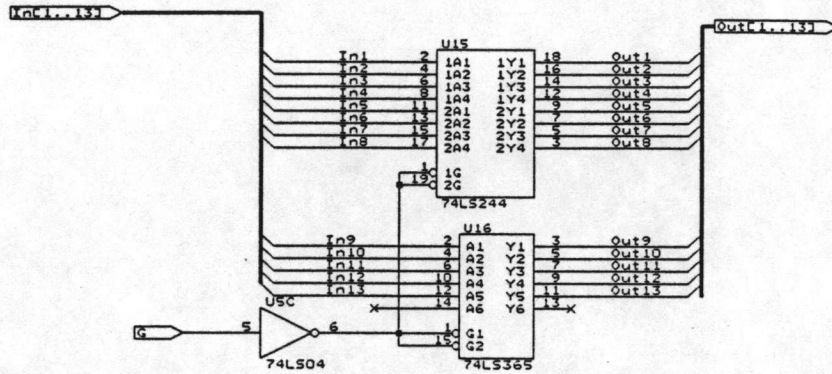 In[1..13]
Out[1..13]
U15
In1 2 1A1 1Y1 18 Out1
In2 4 1A2 1Y2 16 Out2
In3 6 1A3 1Y3 14 Out3
In4 8 1A4 1Y4 12 Out4
In5 11 2A1 2Y1 9 Out5
In6 13 2A2 2Y2 7 Out6
In7 15 2A3 2Y3 5 Out7
In8 17 2A4 2Y4 3 Out8
1 1G
19 2G
74LS244
U16
In9 2 A1 Y1 3 Out9
In10 4 A2 Y2 5 Out10
In11 6 A3 Y3 7 Out11
In12 10 A4 Y4 9 Out12
In13 12 A5 Y5 11 Out13
14 A6 Y6 13
U5C
G 5 6
1 G1
15 G2
74LS04
74LS365